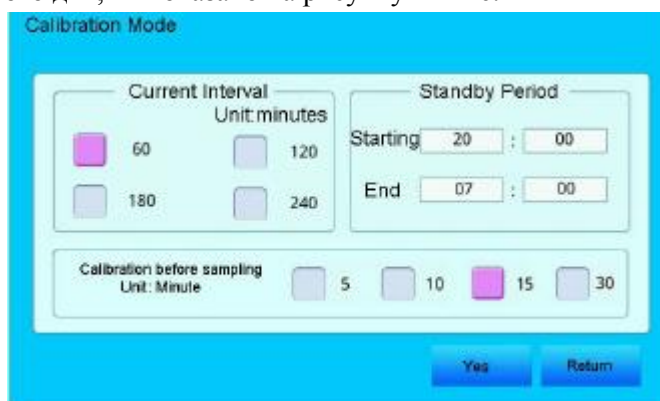 Calibration Mode
Current Interval
Unit:minutes
60
120
180
240
Standby Period
Starting 20 : 00
End 07 : 00
Calibration before sampling
Unit: Minute
5
10
15
30
Yes
Return